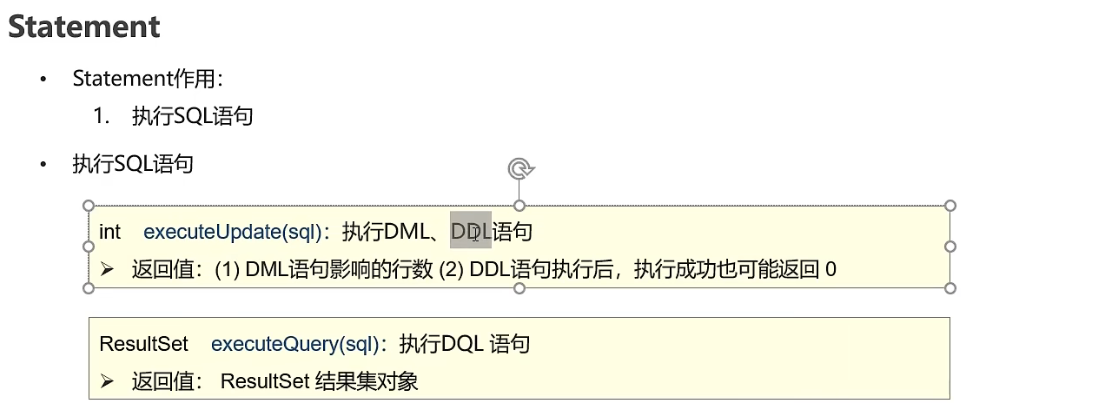 Statement
• Statement作用：
1. 执行SQL语句
• 执行SQL语句
int executeUpdate(sql)：执行DML、DDL语句
➢ 返回值：(1) DML语句影响的行数 (2) DDL语句执行后，执行成功也可能返回 0
ResultSet executeQuery(sql)：执行DQL 语句
➢ 返回值： ResultSet 结果集对象